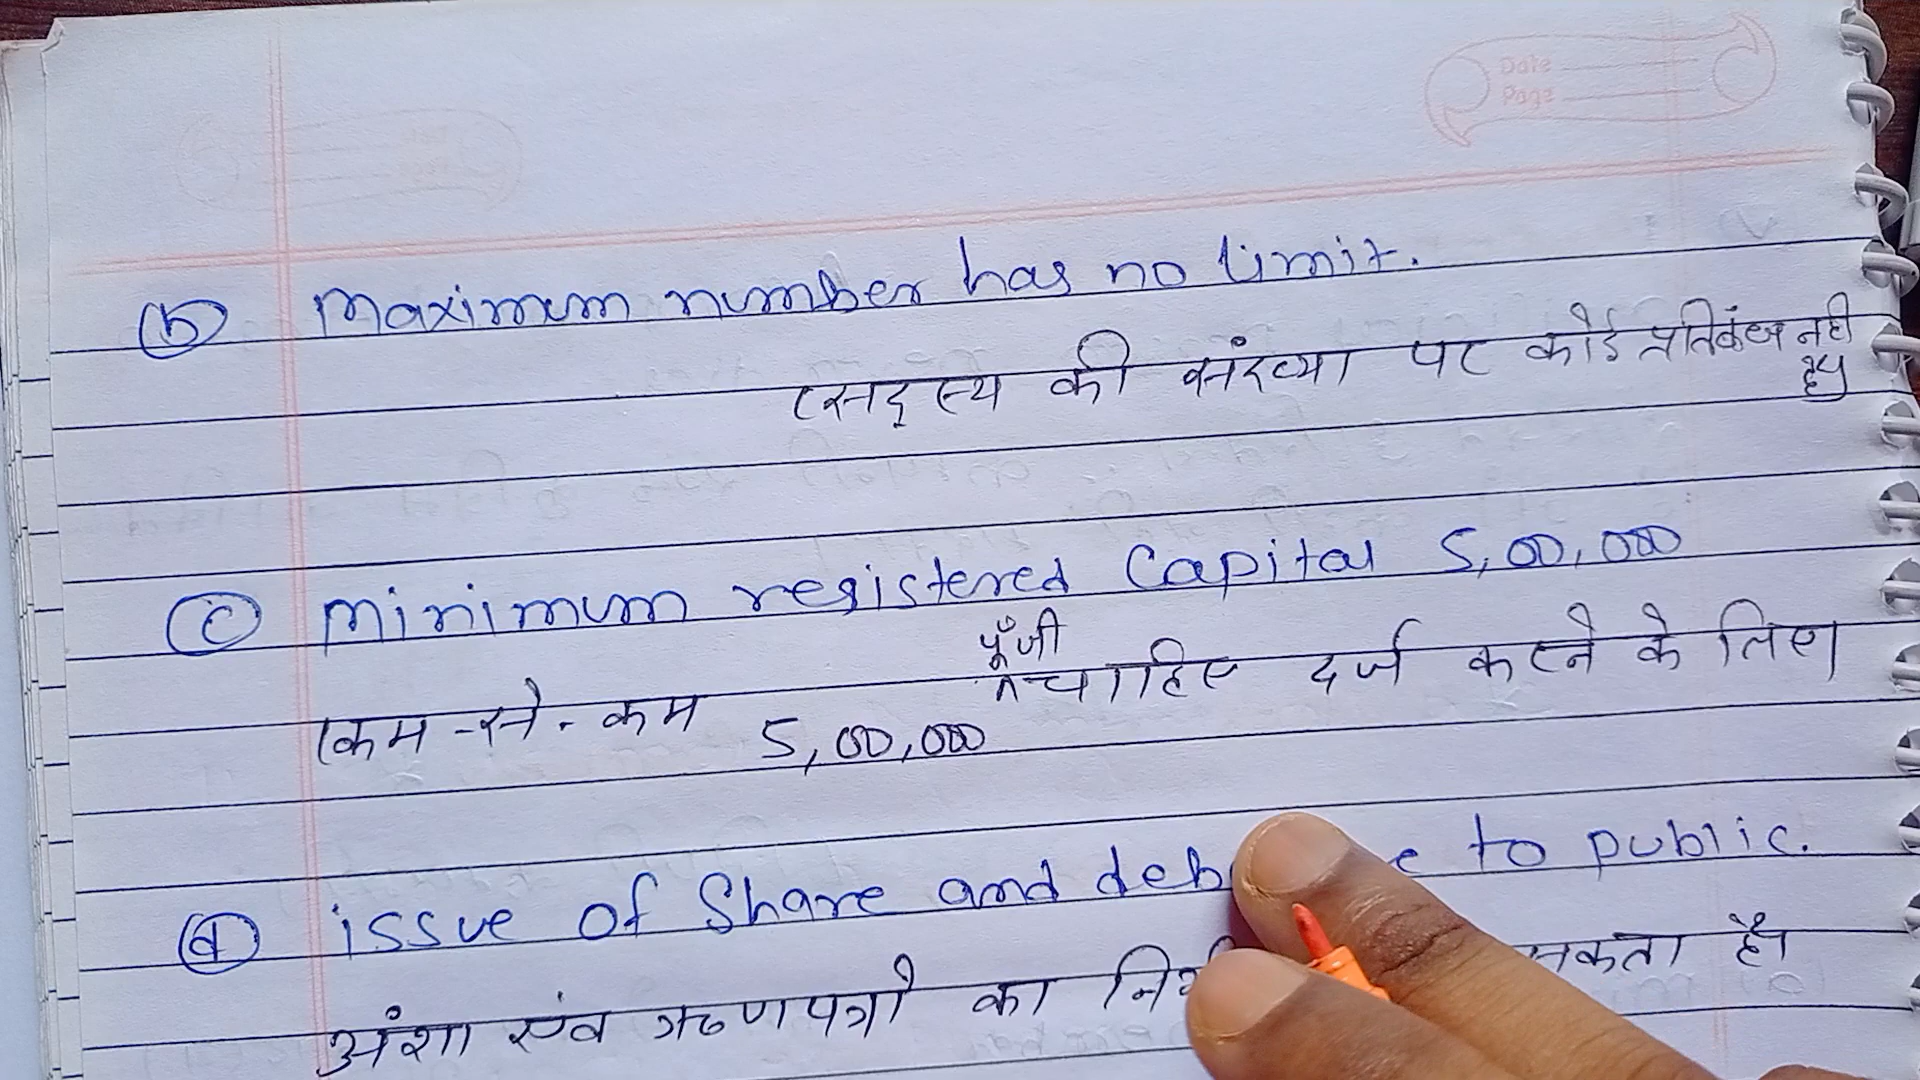 Date
Page
(b) Maximum number has no limit.
सदस्य की संख्या पर कोई प्रतिबंध नही
है।
(c) Minimum registered Capital 5,00,000
पूँजी
कम-से-कम 5,00,000 ^ चाहिए दर्ज करने के लिए
(d) issue of Share and deb e to public.
अंश एंव ऋणपत्रो का सकता है।